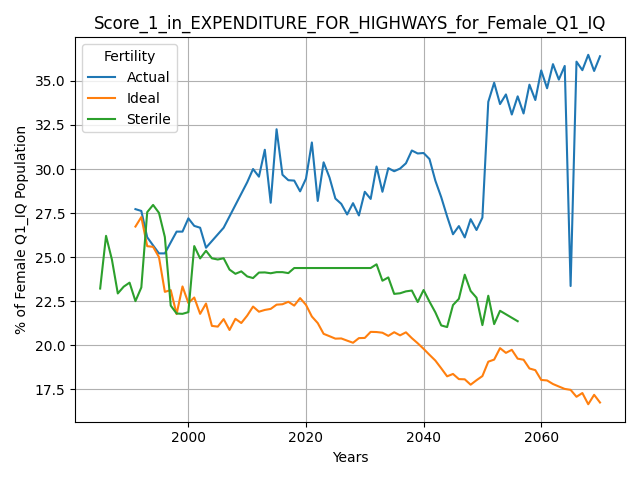 Score_1_in_EXPENDITURE_FOR_HIGHWAYS_for_Female_Q1_IQ
Fertility
Actual
Ideal
Sterile
% of Female Q1_IQ Population
35.0
32.5
30.0
27.5
25.0
22.5
20.0
17.5
2000
2020
2040
2060
Years